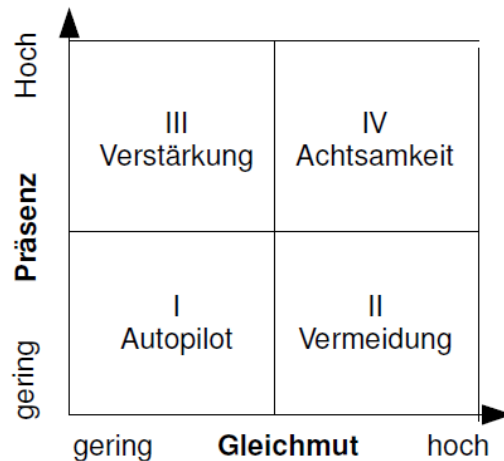 Hoch
Präsenz
gering
III
Verstärkung
IV
Achtsamkeit
I
Autopilot
II
Vermeidung
gering Gleichmut hoch